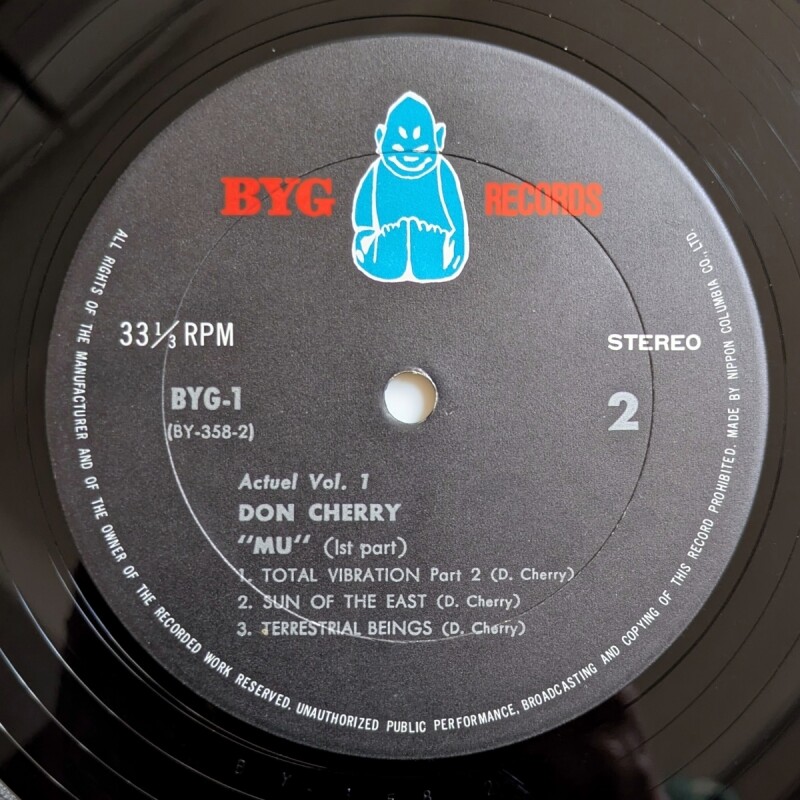 BYG RECORDS
33 1/3 RPM
STEREO
BYG-1
(BY-358-2)
2
Actuel Vol. 1
DON CHERRY
"MU" (1st part)
1. TOTAL VIBRATION Part 2 (D. Cherry)
2. SUN OF THE EAST (D. Cherry)
3. TERRESTRIAL BEINGS (D. Cherry)
ALL RIGHTS OF THE MANUFACTURER AND OF THE OWNER OF THE RECORDED WORK RESERVED. UNAUTHORIZED PUBLIC PERFORMANCE, BROADCASTING AND COPYING OF THIS RECORD PROHIBITED. MADE BY NIPPON COLUMBIA CO., LTD.